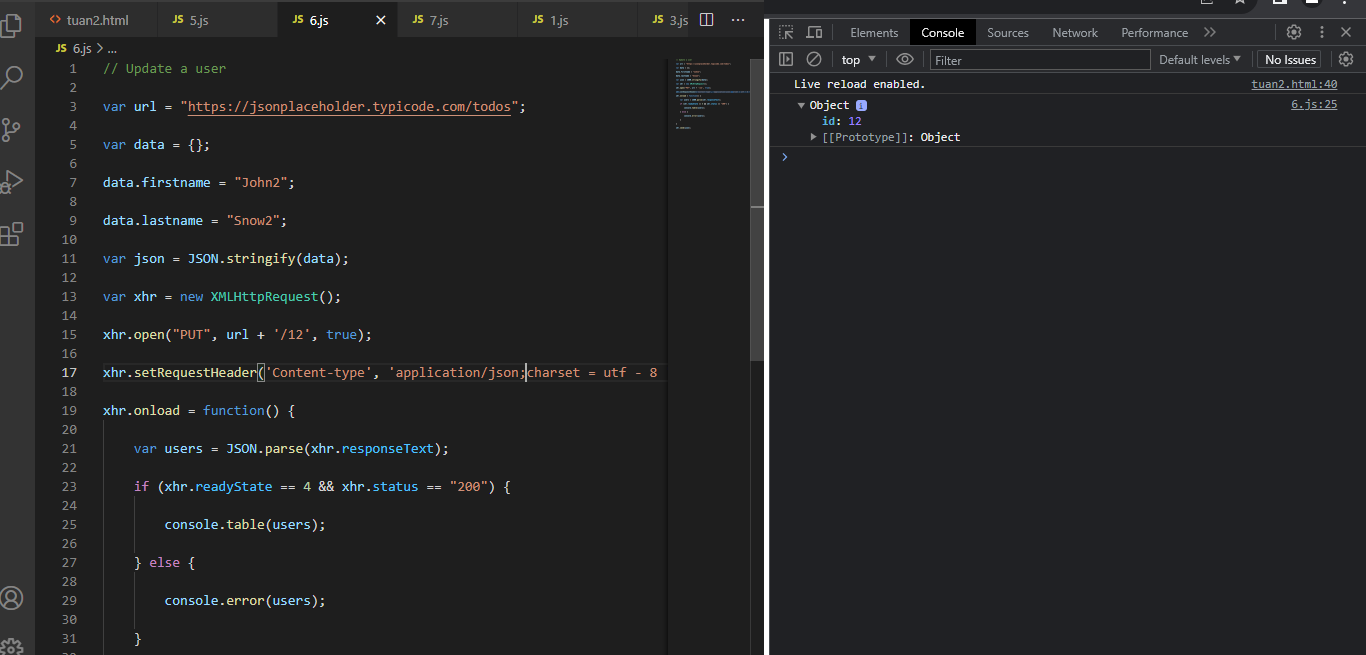 tuan2.html JS 5.js JS 6.js JS 7.js JS 1.js JS 3.js
JS 6.js > ...
1 // Update a user
2
3 var url = "https://jsonplaceholder.typicode.com/todos";
4
5 var data = {};
6
7 data.firstname = "John2";
8
9 data.lastname = "Snow2";
10
11 var json = JSON.stringify(data);
12
13 var xhr = new XMLHttpRequest();
14
15 xhr.open("PUT", url + '/12', true);
16
17 xhr.setRequestHeader('Content-type', 'application/json;charset = utf - 8
18
19 xhr.onload = function() {
20
21 var users = JSON.parse(xhr.responseText);
22
23 if (xhr.readyState == 4 && xhr.status == "200") {
24
25 console.table(users);
26
27 } else {
28
29 console.error(users);
30
31 }
Elements Console Sources Network Performance
top Filter Default levels No Issues
Live reload enabled. tuan2.html:40
Object i 6.js:25
id: 12
[[Prototype]]: Object